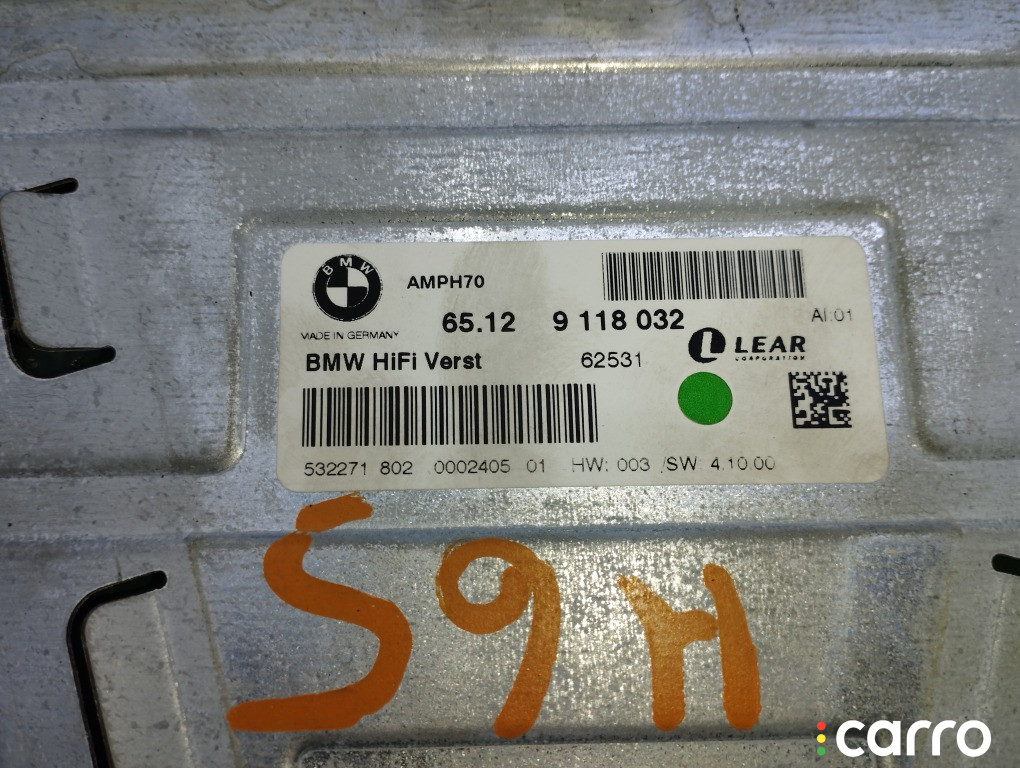 BMW
AMPH70
MADE IN GERMANY
65.12 9 118 032
AI:01
BMW HiFi Verst 62531
LEAR
CORPORATION
532271 802 0002405 01 HW: 003 /SW 4.10.00
59H
carro